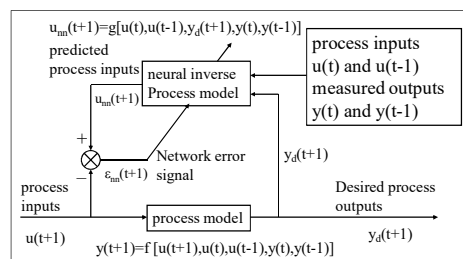 u_nn(t+1)=g[u(t),u(t-1),y_d(t+1),y(t),y(t-1)]
predicted
process inputs
u_nn(t+1)
neural inverse
Process model
process inputs
u(t) and u(t-1)
measured outputs
y(t) and y(t-1)
+
−
ε_nn(t+1)
Network error
signal
y_d(t+1)
process
inputs
u(t+1)
process model
Desired process
outputs
y_d(t+1)
y(t+1)=f [u(t+1),u(t),u(t-1),y(t),y(t-1)]